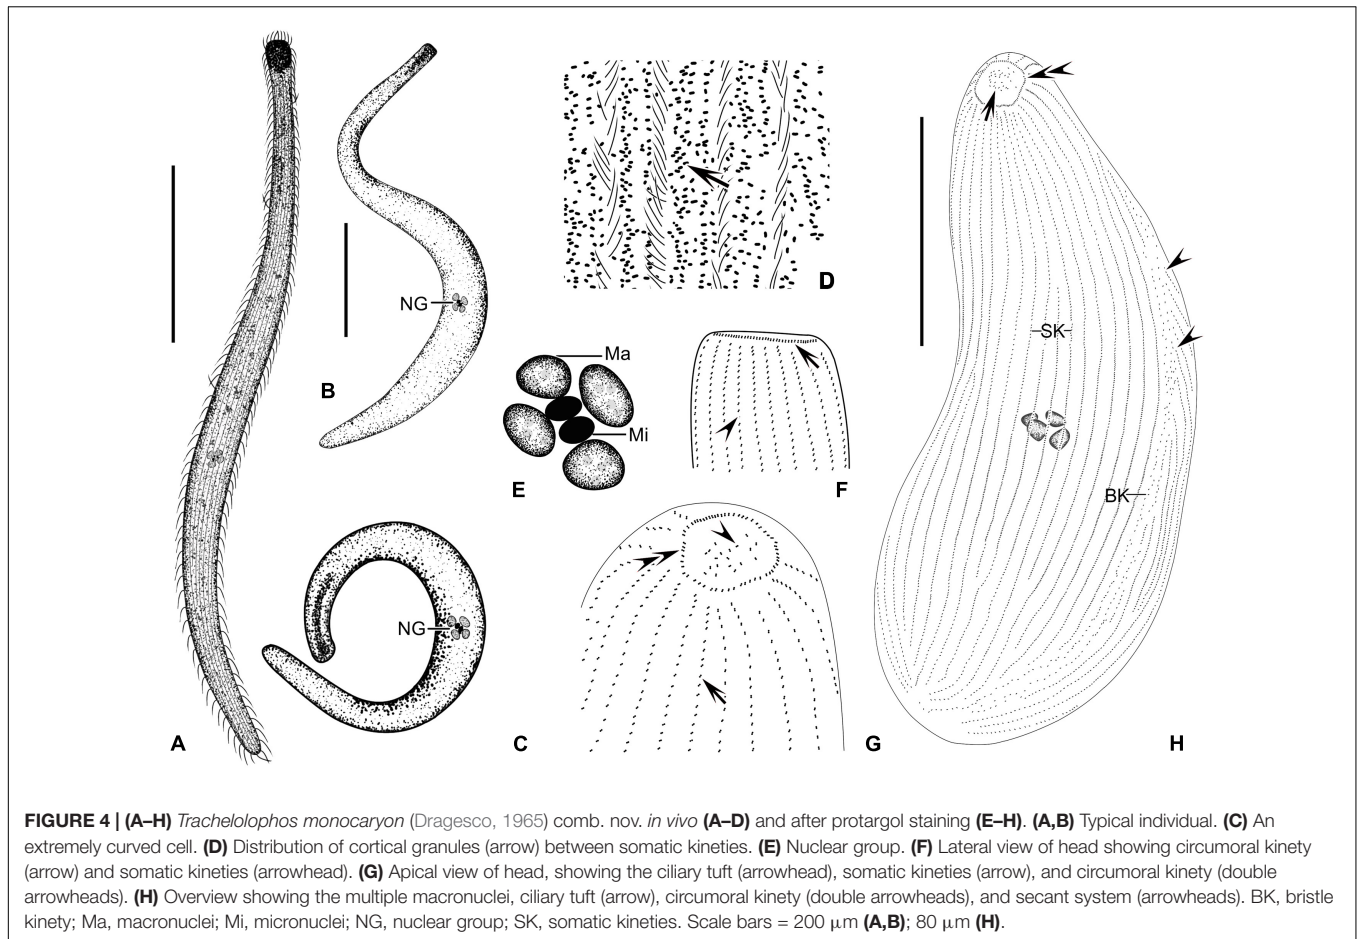 NG
B
A
NG
C
D
Ma
Mi
E
F
G
SK
BK
H
FIGURE 4 | (A–H) Trachelolophos monocaryon (Dragesco, 1965) comb. nov. in vivo (A–D) and after protargol staining (E–H). (A,B) Typical individual. (C) An
extremely curved cell. (D) Distribution of cortical granules (arrow) between somatic kineties. (E) Nuclear group. (F) Lateral view of head showing circumoral kinety
(arrow) and somatic kineties (arrowhead). (G) Apical view of head, showing the ciliary tuft (arrowhead), somatic kineties (arrow), and circumoral kinety (double
arrowheads). (H) Overview showing the multiple macronuclei, ciliary tuft (arrow), circumoral kinety (double arrowheads), and secant system (arrowheads). BK, bristle
kinety; Ma, macronuclei; Mi, micronuclei; NG, nuclear group; SK, somatic kineties. Scale bars = 200 μm (A,B); 80 μm (H).